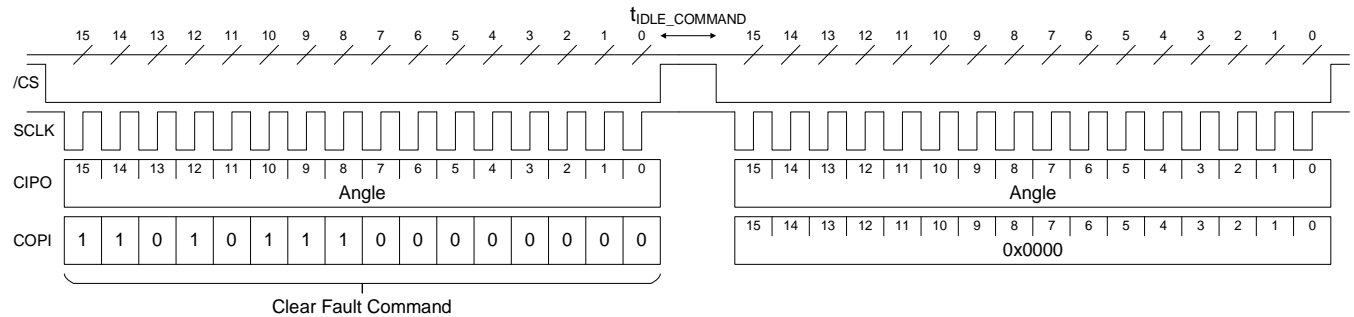 tIDLE_COMMAND
15 14 13 12 11 10 9 8 7 6 5 4 3 2 1 0 15 14 13 12 11 10 9 8 7 6 5 4 3 2 1 0
/CS
SCLK
CIPO 15 14 13 12 11 10 9 8 7 6 5 4 3 2 1 0 15 14 13 12 11 10 9 8 7 6 5 4 3 2 1 0
Angle Angle
COPI 1 1 0 1 0 1 1 1 0 0 0 0 0 0 0 0 15 14 13 12 11 10 9 8 7 6 5 4 3 2 1 0
0x0000
Clear Fault Command